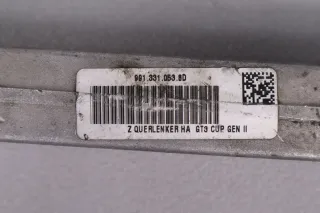 991.331.053.8D
Z QUERLENKER HA GT3 CUP GEN II